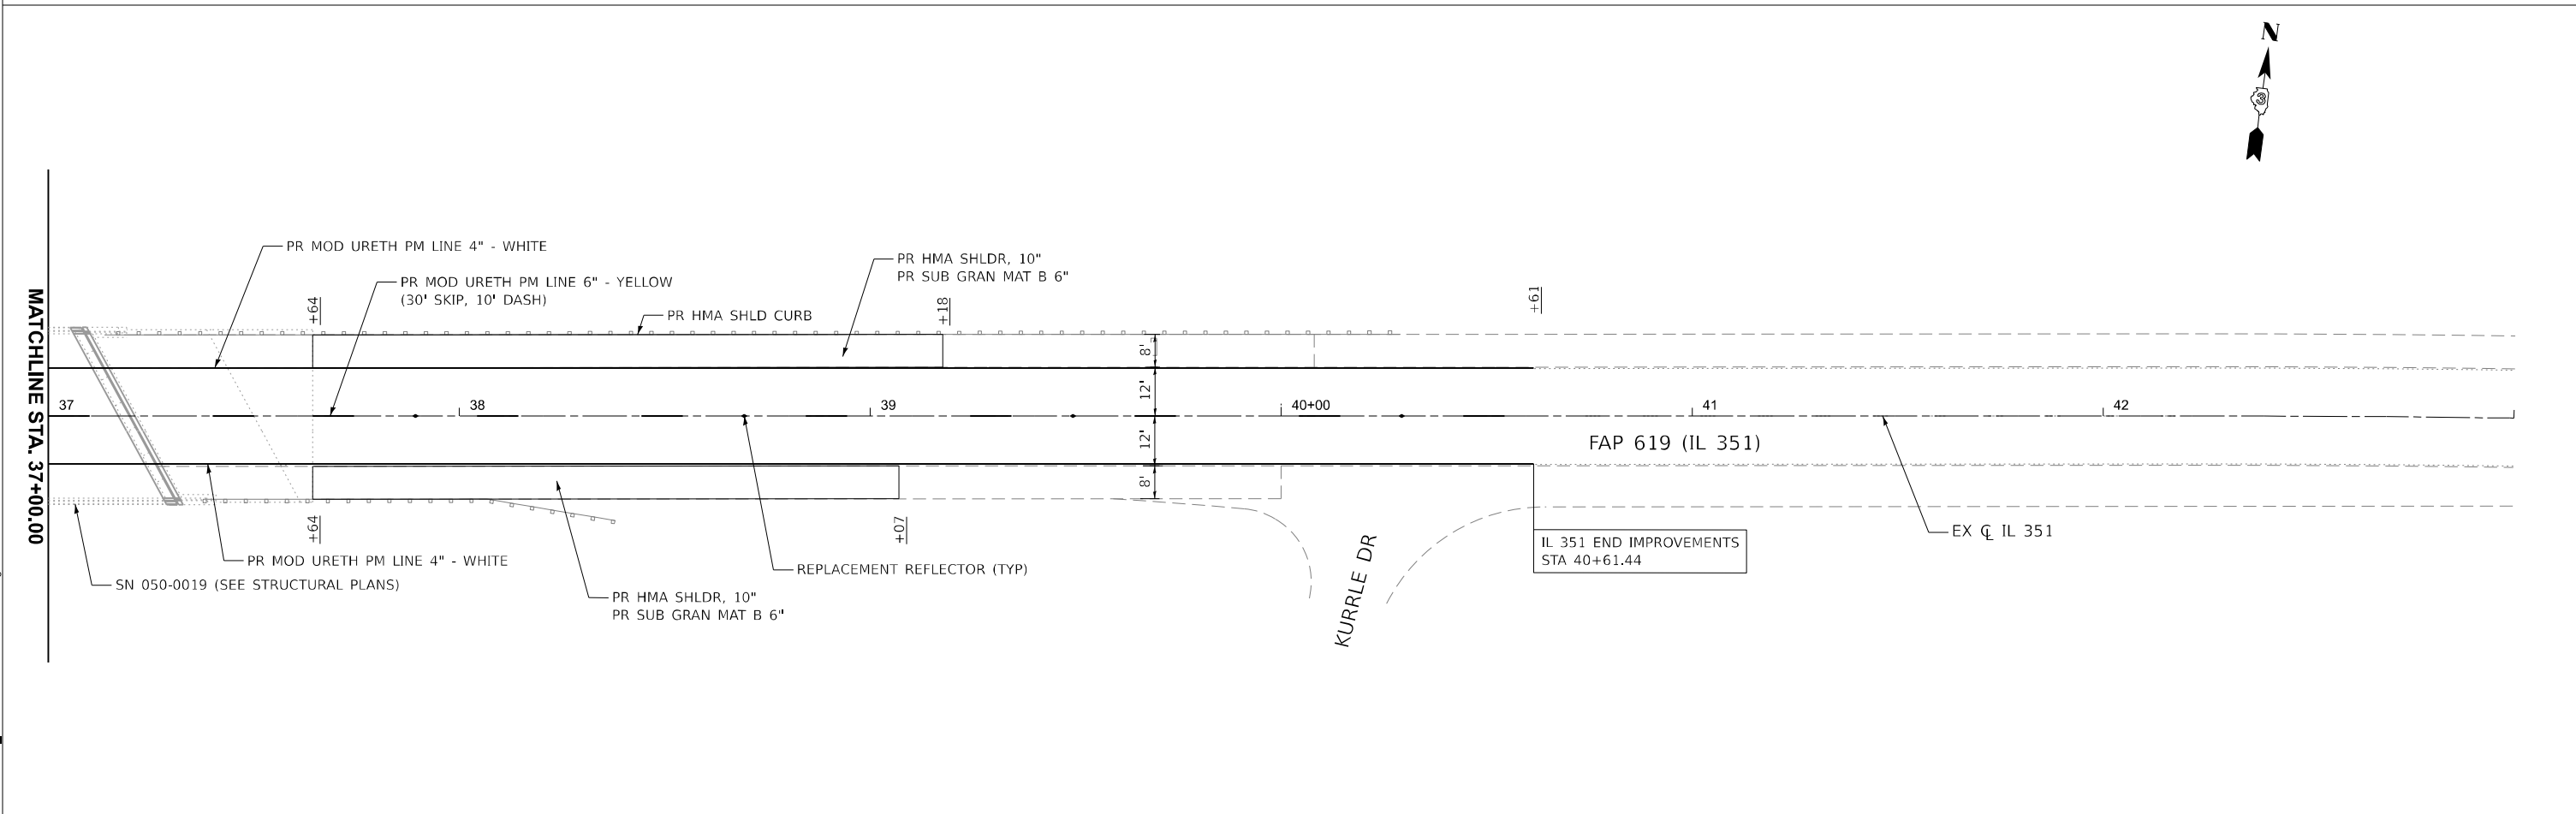 N
3
PR MOD URETH PM LINE 4" - WHITE
PR HMA SHLDR, 10"
PR SUB GRAN MAT B 6"
PR MOD URETH PM LINE 6" - YELLOW
(30' SKIP, 10' DASH)
+64
+18
+61
PR HMA SHLD CURB
MATCHLINE STA. 37+00.00
8'
12'
37
38
39
40+00
41
42
12'
FAP 619 (IL 351)
8'
+64
+07
EX CL IL 351
IL 351 END IMPROVEMENTS
STA 40+61.44
KURRLE DR
PR MOD URETH PM LINE 4" - WHITE
REPLACEMENT REFLECTOR (TYP)
SN 050-0019 (SEE STRUCTURAL PLANS)
PR HMA SHLDR, 10"
PR SUB GRAN MAT B 6"